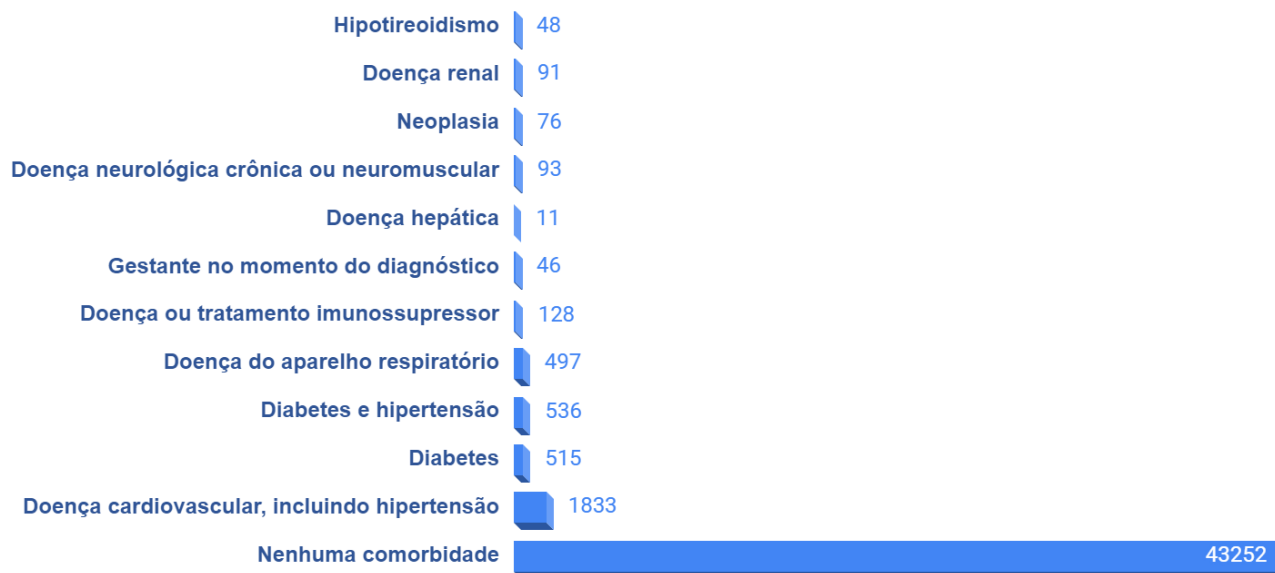 Hipotireoidismo 48
Doença renal 91
Neoplasia 76
Doença neurológica crônica ou neuromuscular 93
Doença hepática 11
Gestante no momento do diagnóstico 46
Doença ou tratamento imunossupressor 128
Doença do aparelho respiratório 497
Diabetes e hipertensão 536
Diabetes 515
Doença cardiovascular, incluindo hipertensão 1833
Nenhuma comorbidade 43252